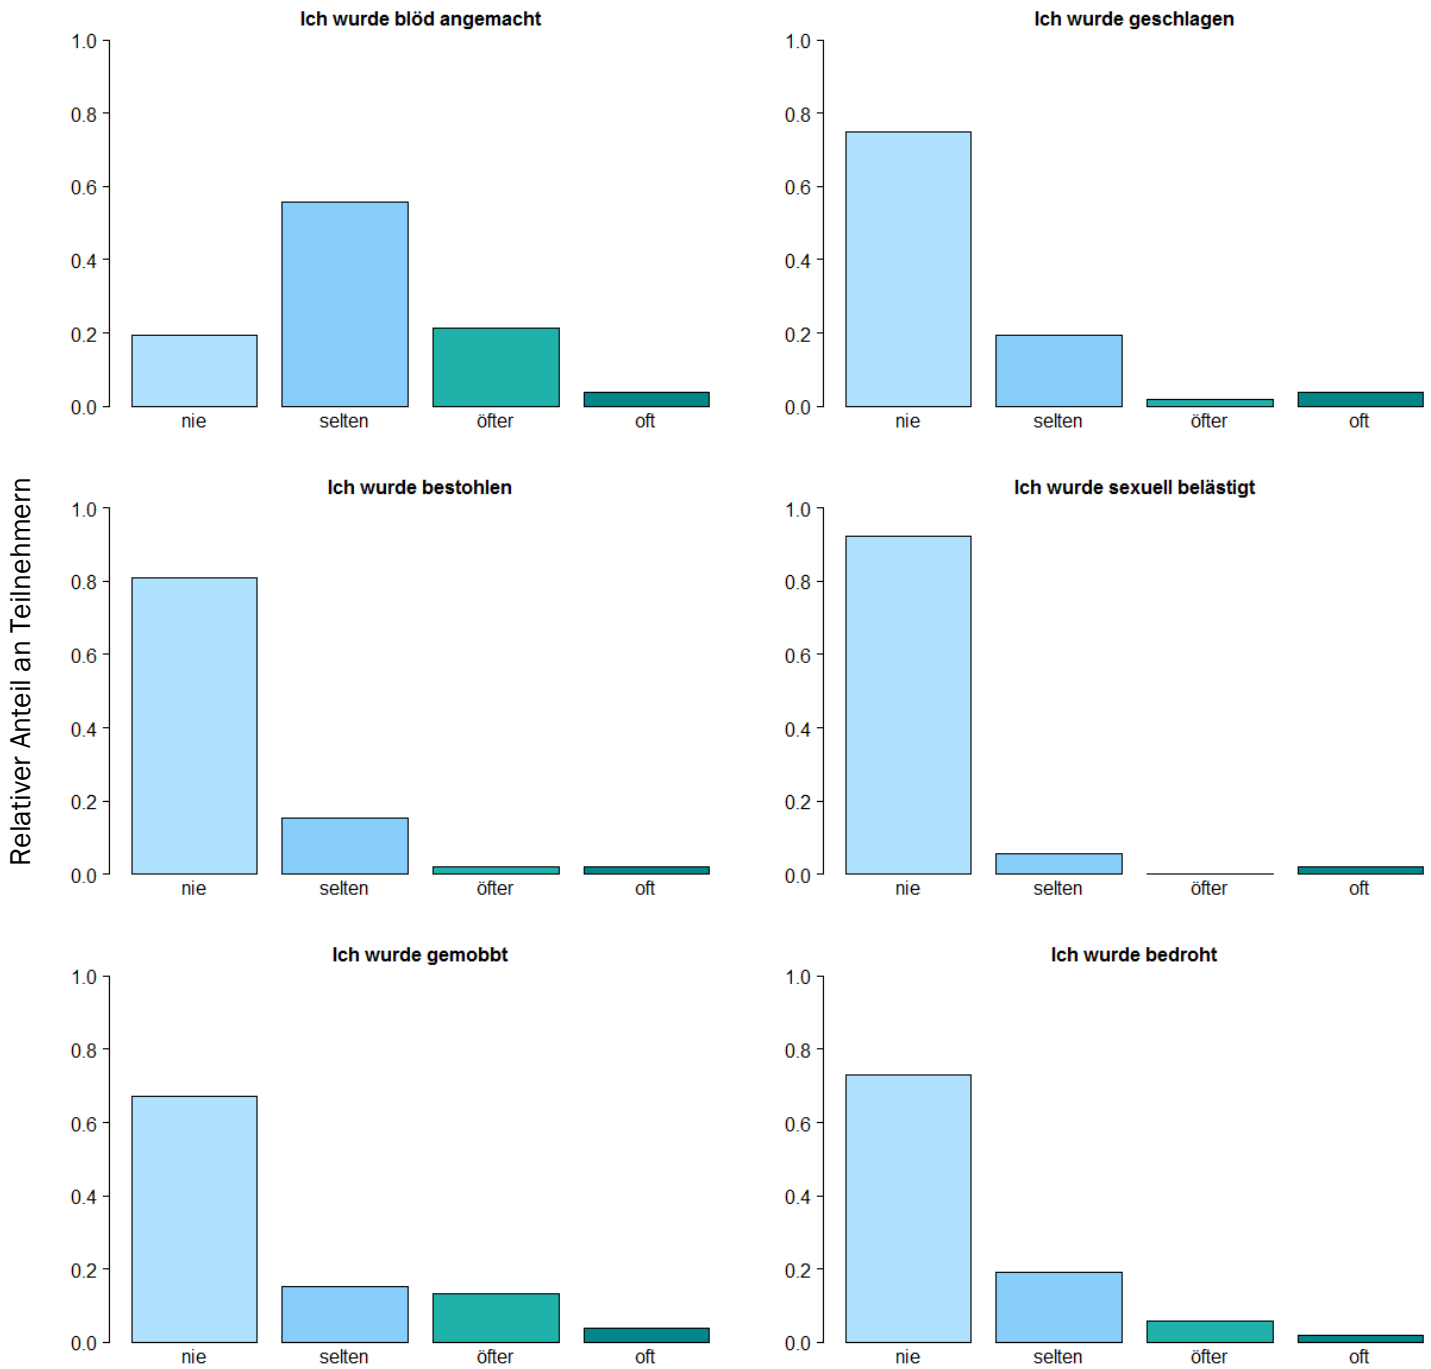 Relativer Anteil an Teilnehmern
Ich wurde blöd angemacht
1.0
0.8
0.6
0.4
0.2
0.0
nie selten öfter oft
Ich wurde geschlagen
1.0
0.8
0.6
0.4
0.2
0.0
nie selten öfter oft
Ich wurde bestohlen
1.0
0.8
0.6
0.4
0.2
0.0
nie selten öfter oft
Ich wurde sexuell belästigt
1.0
0.8
0.6
0.4
0.2
0.0
nie selten öfter oft
Ich wurde gemobbt
1.0
0.8
0.6
0.4
0.2
0.0
nie selten öfter oft
Ich wurde bedroht
1.0
0.8
0.6
0.4
0.2
0.0
nie selten öfter oft